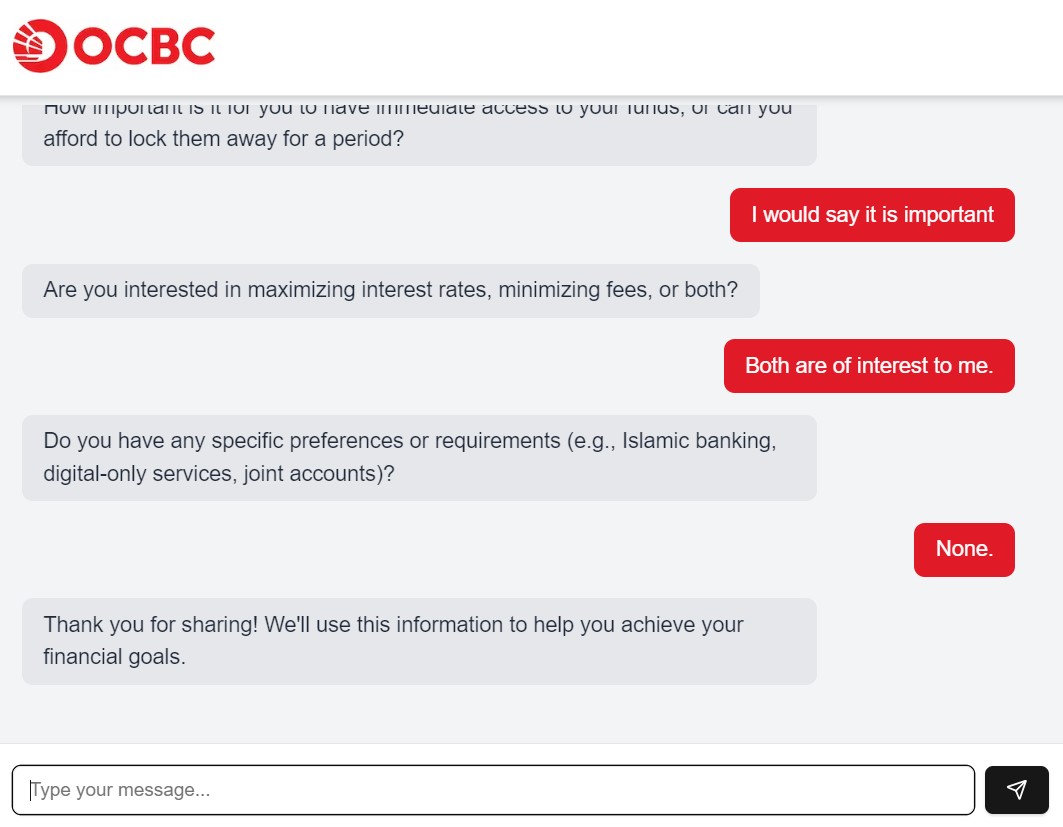 OCBC
How important is it for you to have immediate access to your funds, or can you
afford to lock them away for a period?
I would say it is important
Are you interested in maximizing interest rates, minimizing fees, or both?
Both are of interest to me.
Do you have any specific preferences or requirements (e.g., Islamic banking,
digital-only services, joint accounts)?
None.
Thank you for sharing! We'll use this information to help you achieve your
financial goals.
Type your message...